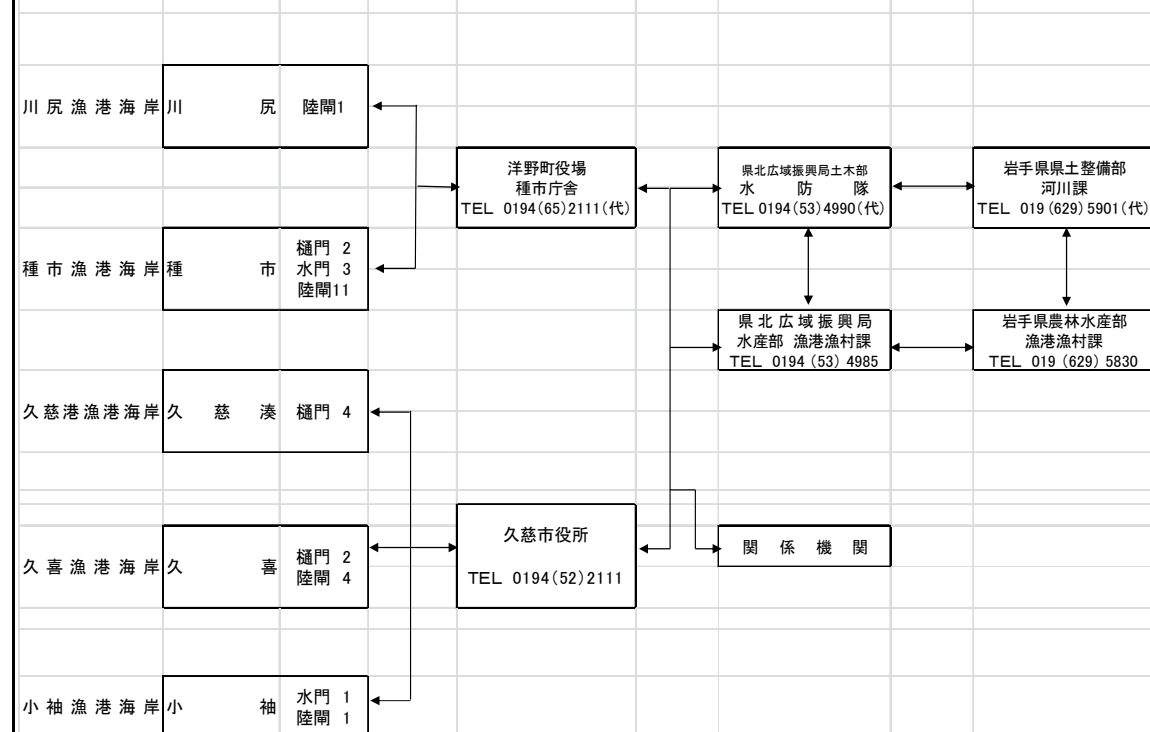 川尻漁港海岸
川尻
陸閘1
種市漁港海岸
種市
樋門 2
水門 3
陸閘11
久慈港漁港海岸
久慈湊
樋門 4
久喜漁港海岸
久喜
樋門 2
陸閘 4
小袖漁港海岸
小袖
水門 1
陸閘 1
洋野町役場
種市庁舎
TEL 0194(65)2111(代)
久慈市役所
TEL 0194(52)2111
県北広域振興局土木部
水防隊
TEL 0194(53)4990(代)
県北広域振興局
水産部 漁港漁村課
TEL 0194(53)4985
関係機関
岩手県県土整備部
河川課
TEL 019(629)5901(代)
岩手県農林水産部
漁港漁村課
TEL 019(629)5830